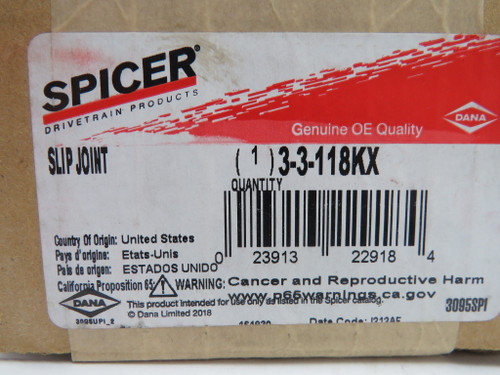 SPICER®
DRIVETRAIN PRODUCTS
Genuine OE Quality
DANA
SLIP JOINT ( 1 ) 3-3-118KX
QUANTITY
Country Of Origin: United States
Pays d'origine: Etats-Unis
País de origen: ESTADOS UNIDO
0 23913 22918 4
California Proposition 65: WARNING: Cancer and Reproductive Harm
www.p65warnings.ca.gov
DANA
This product intended for use only as listed in the Spicer catalog.
© Dana Limited 2018
3085SPI
Date Code: